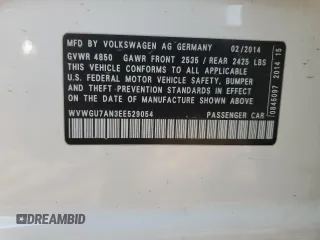 MFD BY VOLKSWAGEN AG GERMANY 02/2014
GVWR 4850 GAWR FRONT 2535 / REAR 2425 LBS
THIS VEHICLE CONFORMS TO ALL APPLICABLE
U.S. FEDERAL MOTOR VEHICLE SAFETY, BUMPER
AND THEFT PREVENTION STANDARDS IN EFFECT
ON THE DATE OF MANUFACTURE SHOWN ABOVE.
WVWGU7AN3EE529054 PASSENGER CAR
0846097 2014 15
© DREAMBID